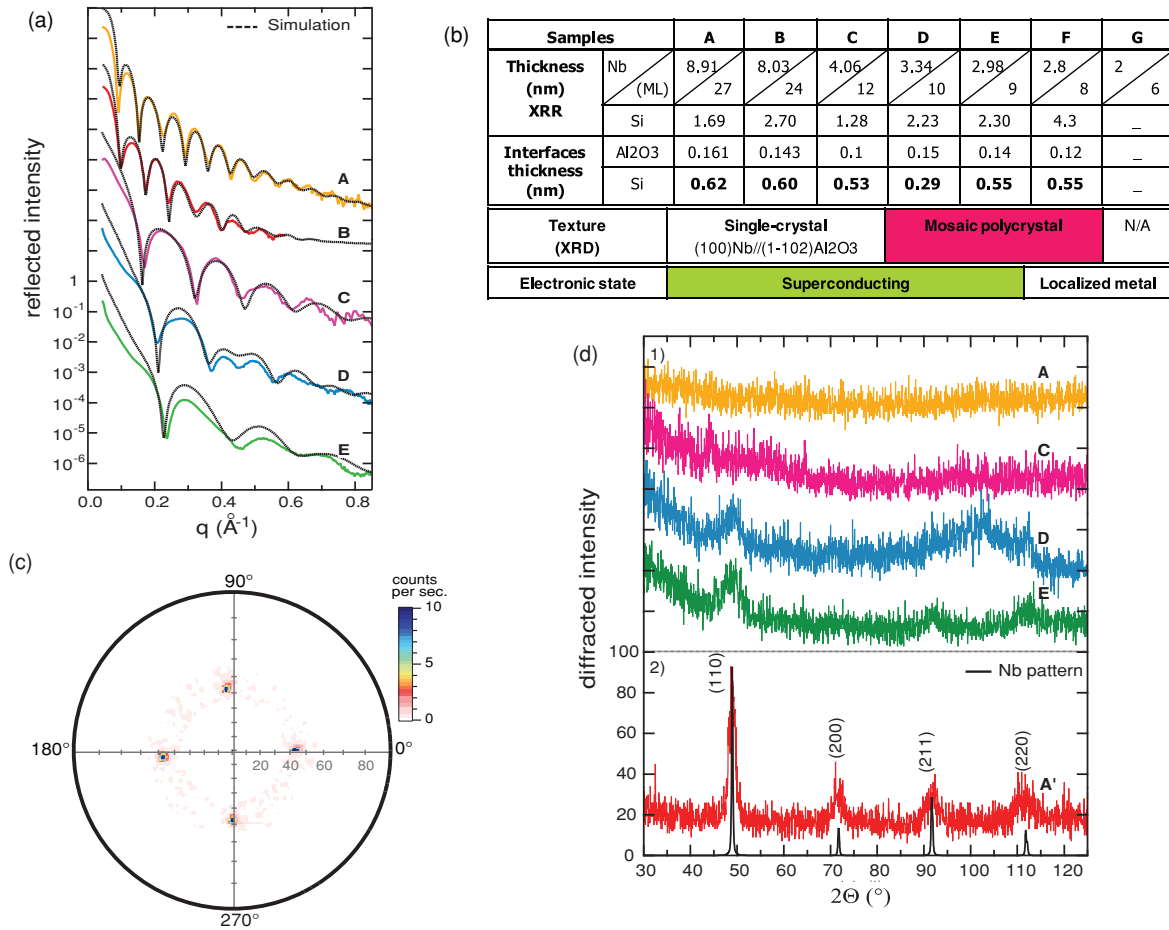 (a)
Simulation
reflected intensity
1
10-1
10-2
10-3
10-4
10-5
10-6
A
B
C
D
E
0.0 0.2 0.4 0.6 0.8
q (Å-1)
(b)
Samples A B C D E F G
Thickness (nm) XRR
Nb (ML) 8.91 27 8.03 24 4.06 12 3.34 10 2.98 9 2.8 8 2 6
Si 1.69 2.70 1.28 2.23 2.30 4.3 _
Interfaces thickness (nm)
Al2O3 0.161 0.143 0.1 0.15 0.14 0.12 _
Si 0.62 0.60 0.53 0.29 0.55 0.55 _
Texture (XRD)
Single-crystal
(100)Nb//(1-102)Al2O3
Mosaic polycrystal
N/A
Electronic state Superconducting Localized metal
(c)
90°
counts per sec.
10
5
0
180°
20 40 60 80
0°
270°
(d)
diffracted intensity
1)
A
C
D
E
100
80
60
40
20
0
2)
Nb pattern
(110)
(200)
(211)
(220)
A'
30 40 50 60 70 80 90 100 110 120
2Θ (°)